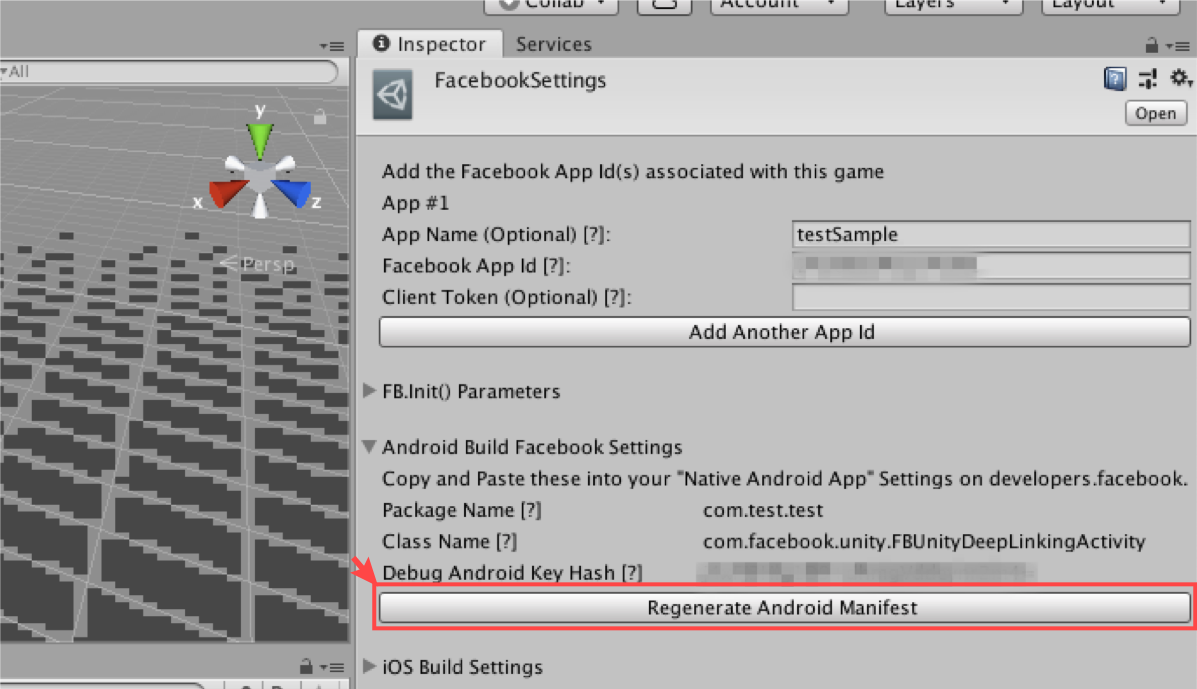 Collab
Account
Layers
Layout
Inspector
Services
All
FacebookSettings
Open
y
x
z
Persp
Add the Facebook App Id(s) associated with this game
App #1
App Name (Optional) [?]: testSample
Facebook App Id [?]:
Client Token (Optional) [?]:
Add Another App Id
FB.Init() Parameters
Android Build Facebook Settings
Copy and Paste these into your "Native Android App" Settings on developers.facebook.
Package Name [?] com.test.test
Class Name [?] com.facebook.unity.FBUnityDeepLinkingActivity
Debug Android Key Hash [?]
Regenerate Android Manifest
iOS Build Settings